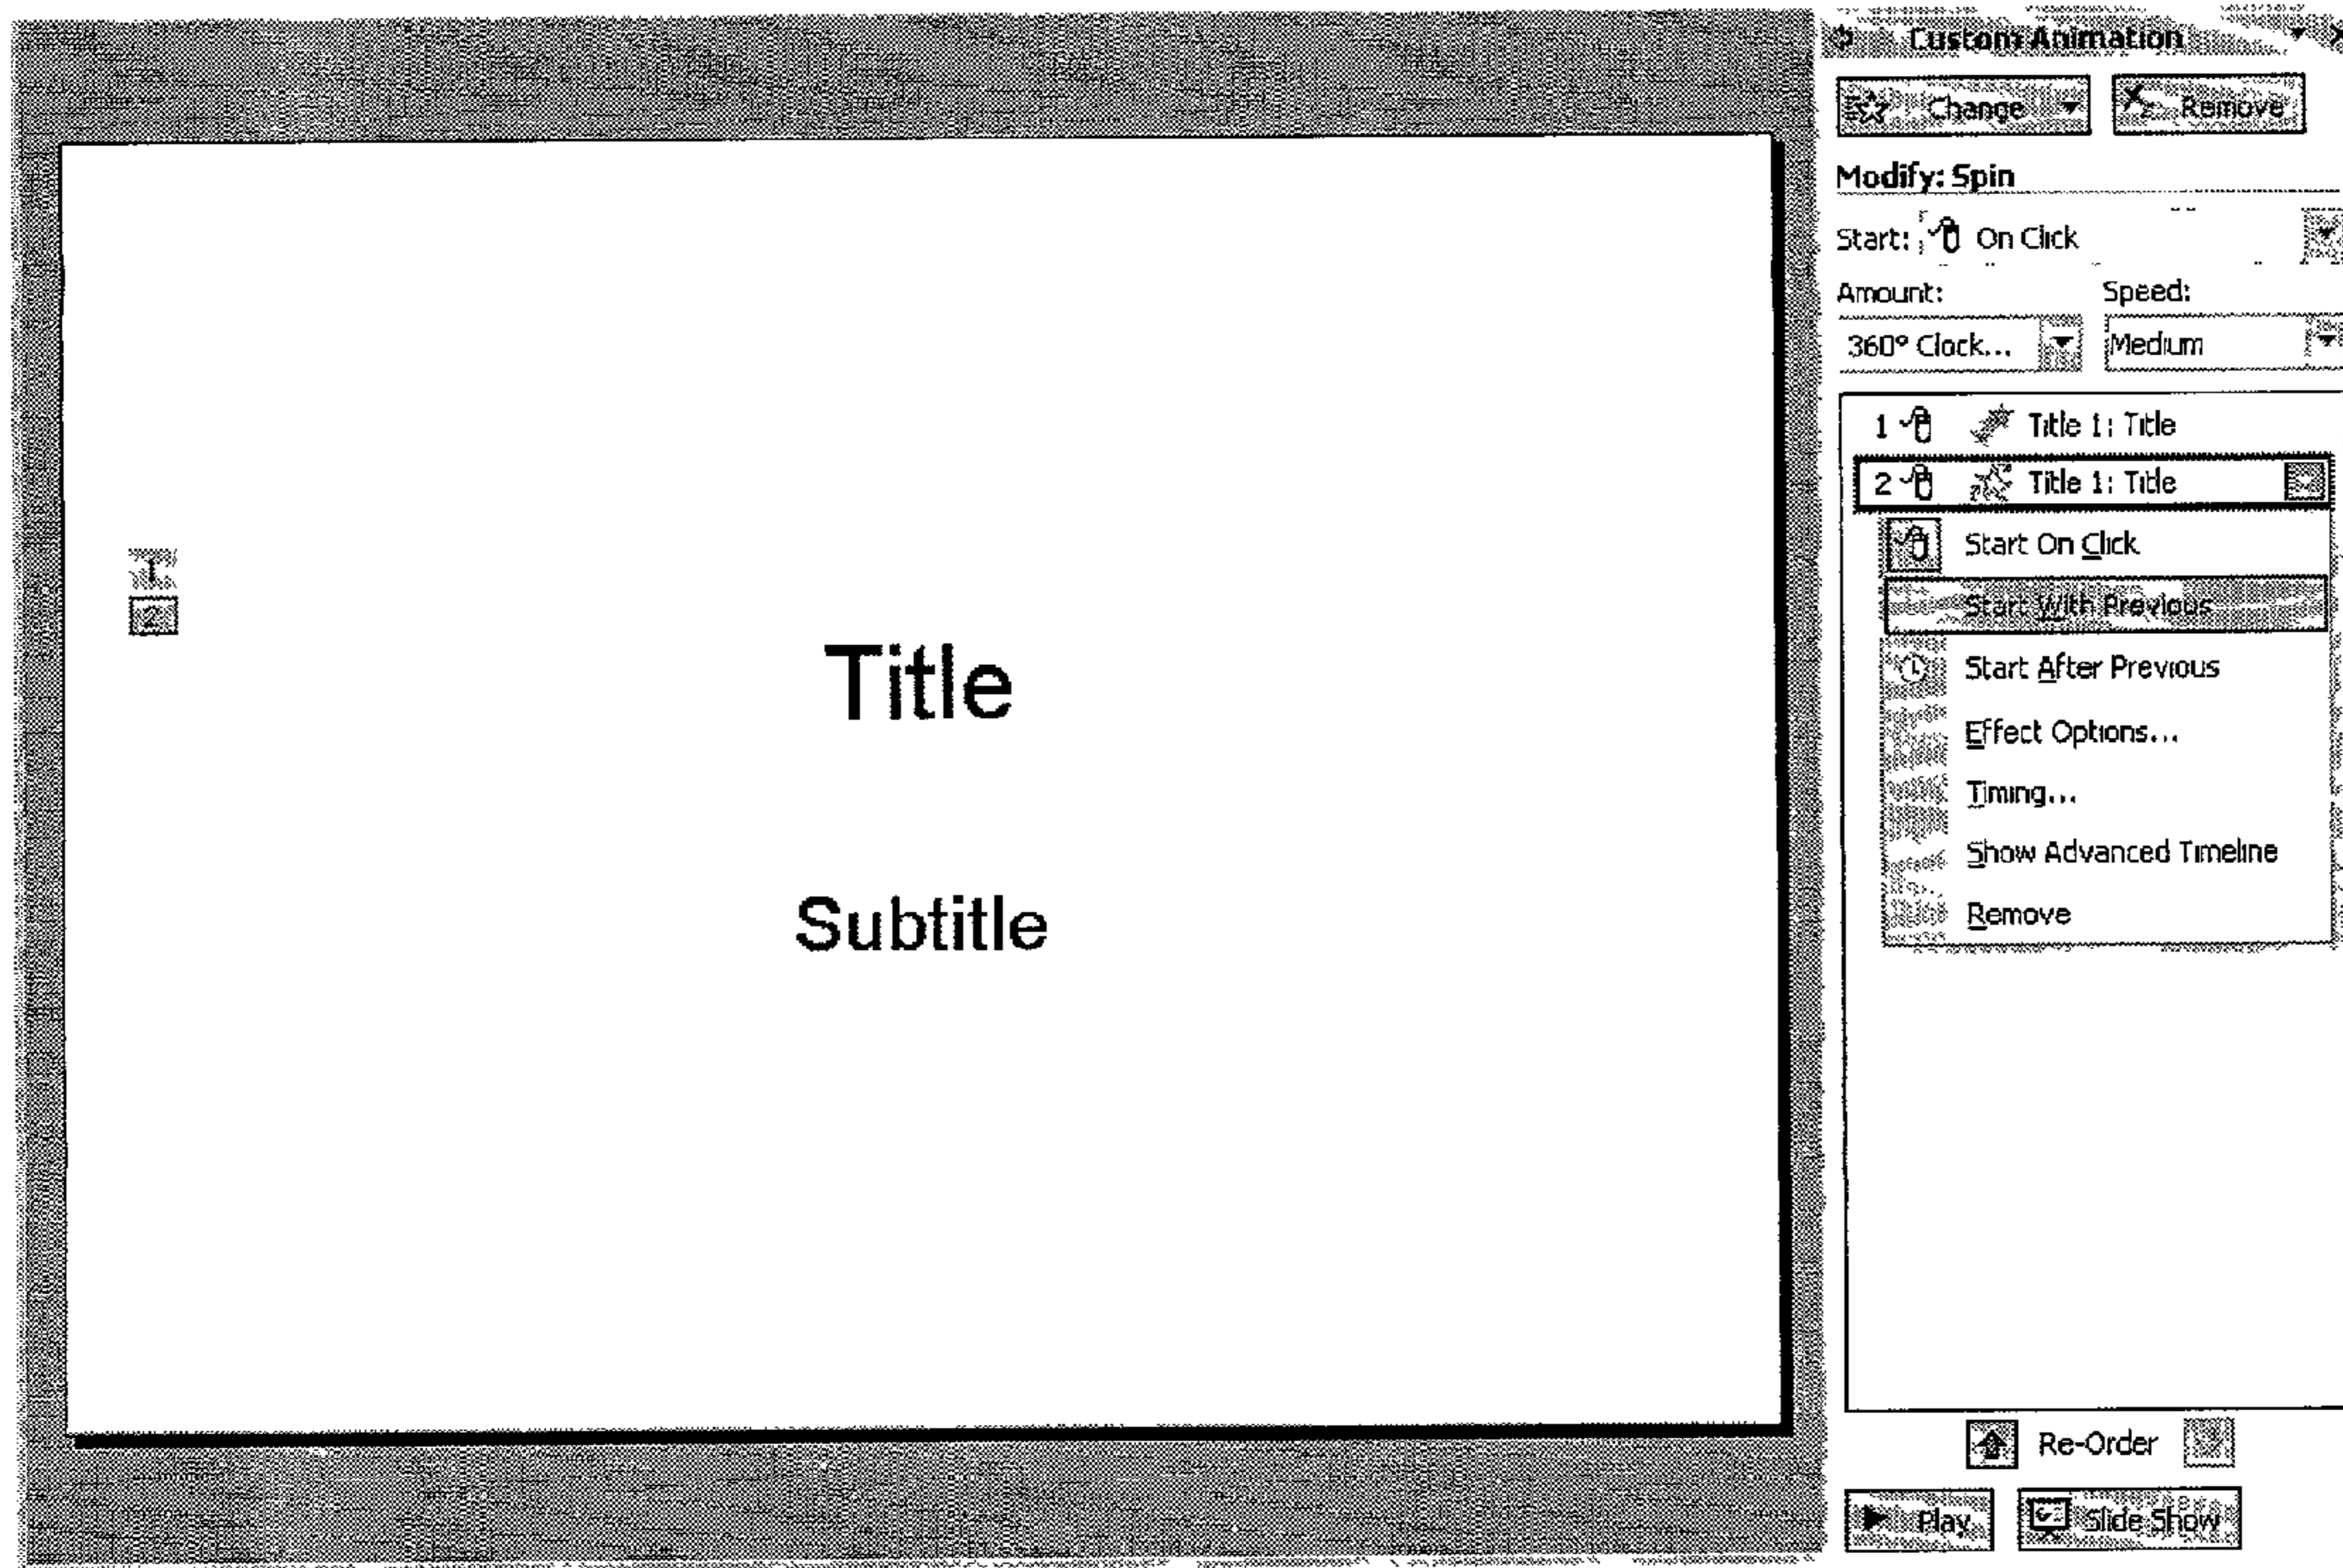 Custom Animation
Change Remove
Modify: Spin
Start: On Click
Amount: Speed:
360° Clock... Medium
1 Title 1: Title
2 Title 1: Title
Start On Click
Start With Previous
Start After Previous
Effect Options...
Timing...
Show Advanced Timeline
Remove
1
2
Title
Subtitle
Re-Order
Play Slide Show